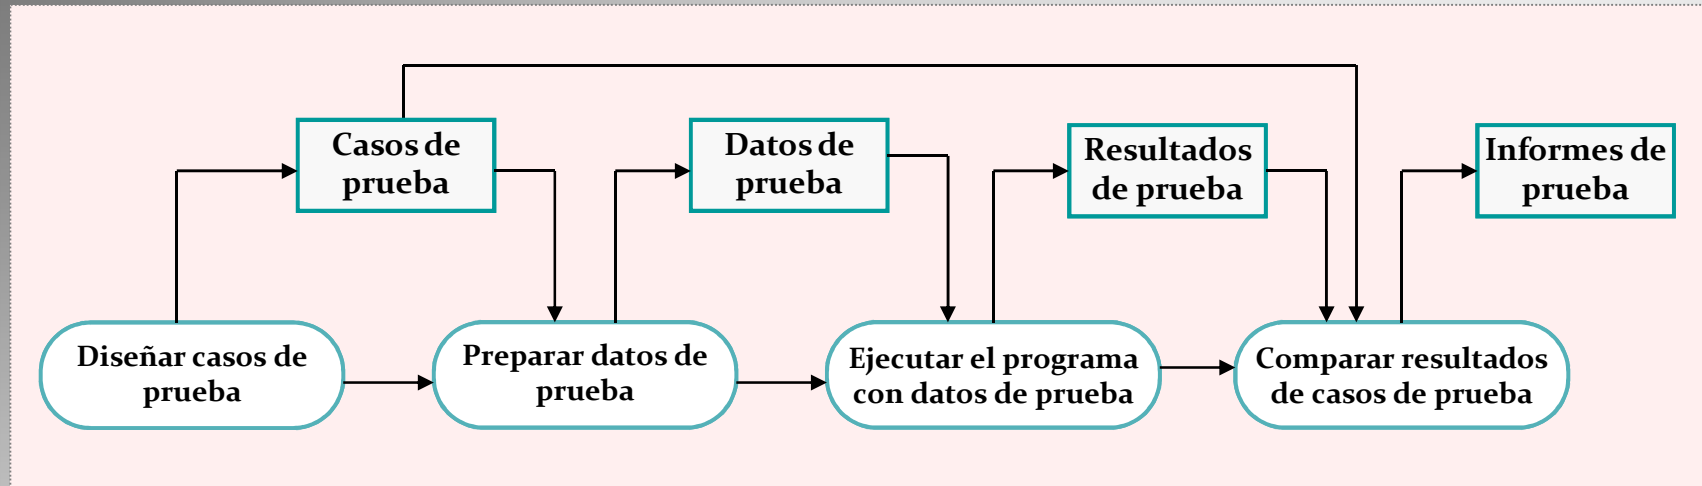 Casos de
prueba
Datos de
prueba
Resultados
de prueba
Informes de
prueba
Diseñar casos de
prueba
Preparar datos de
prueba
Ejecutar el programa
con datos de prueba
Comparar resultados
de casos de prueba